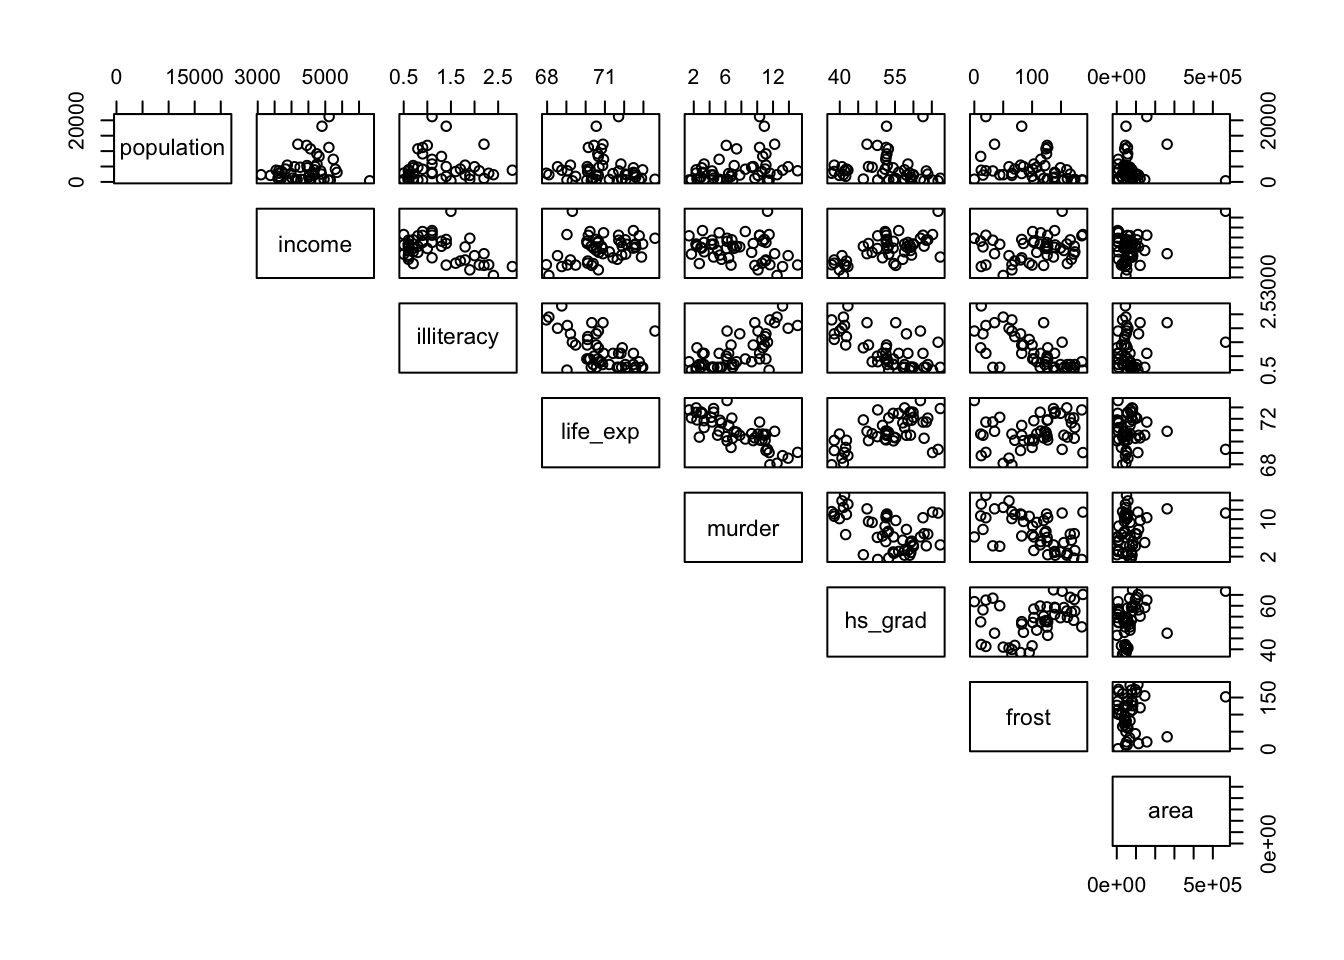 0 15000 3000 5000 0.5 1.5 2.5 68 71 2 6 12 40 55 0 100 0e+00 5e+05
0 20000 population 0 20000
income 3000
illiteracy 0.5 2.5
life_exp 68 72
murder 2 10
hs_grad 40 60
frost 0 150
area 0e+00
0e+00 5e+05